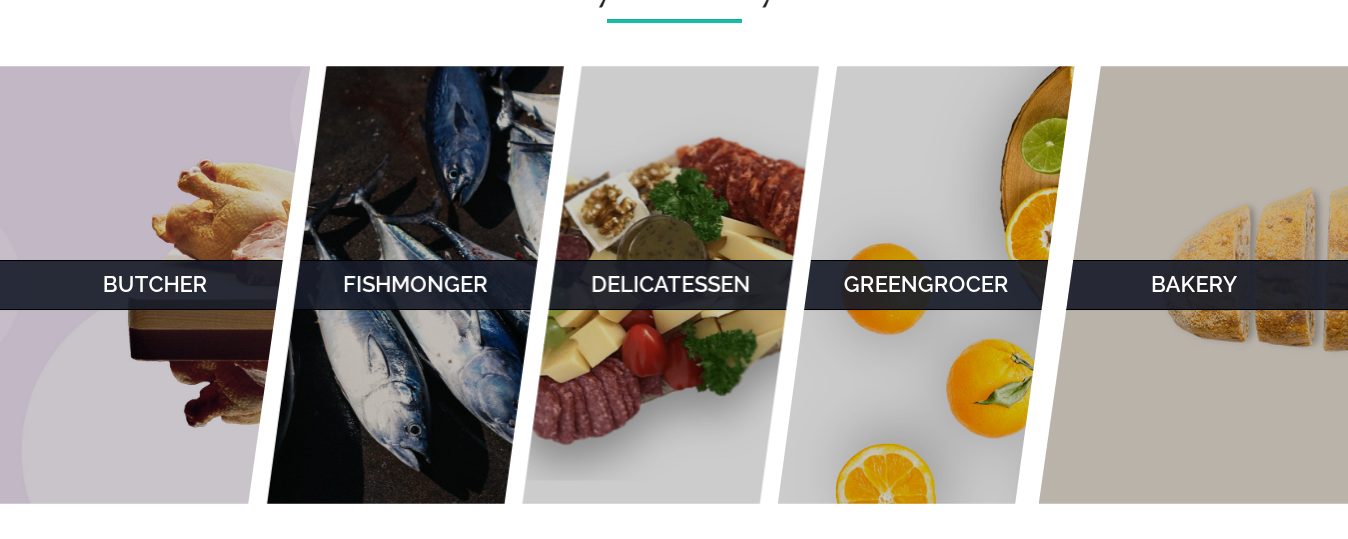 BUTCHER
FISHMONGER
DELICATESSEN
GREENGROCER
BAKERY